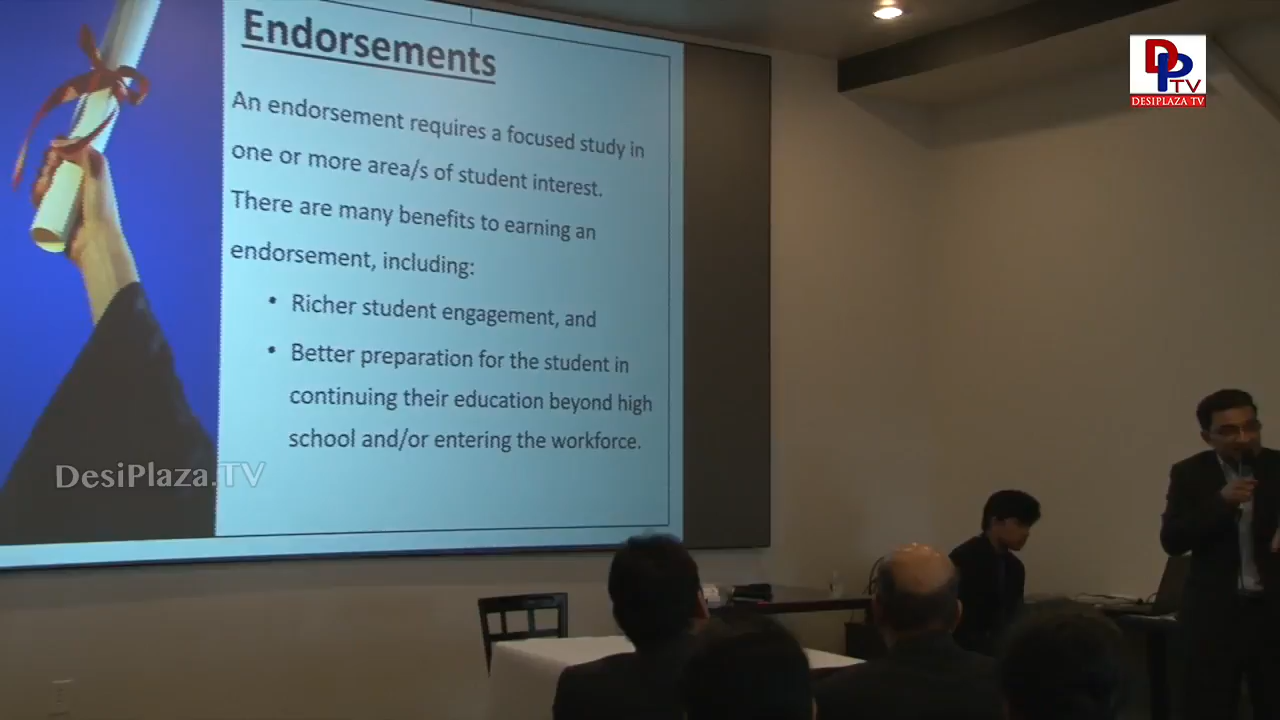 Endorsements
An endorsement requires a focused study in
one or more area/s of student interest.
There are many benefits to earning an
endorsement, including:
• Richer student engagement, and
• Better preparation for the student in
continuing their education beyond high
school and/or entering the workforce.
DesiPlaza.TV
DPTV
DESIPLAZA TV